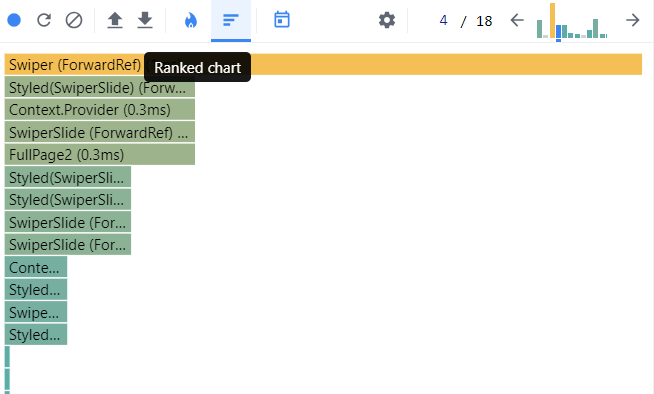 4 / 18
Swiper (ForwardRef)
Ranked chart
Styled(SwiperSlide) (Forw...
Context.Provider (0.3ms)
SwiperSlide (ForwardRef) ...
FullPage2 (0.3ms)
Styled(SwiperSli...
Styled(SwiperSli...
SwiperSlide (For...
SwiperSlide (For...
Conte...
Styled...
Swipe...
Styled...